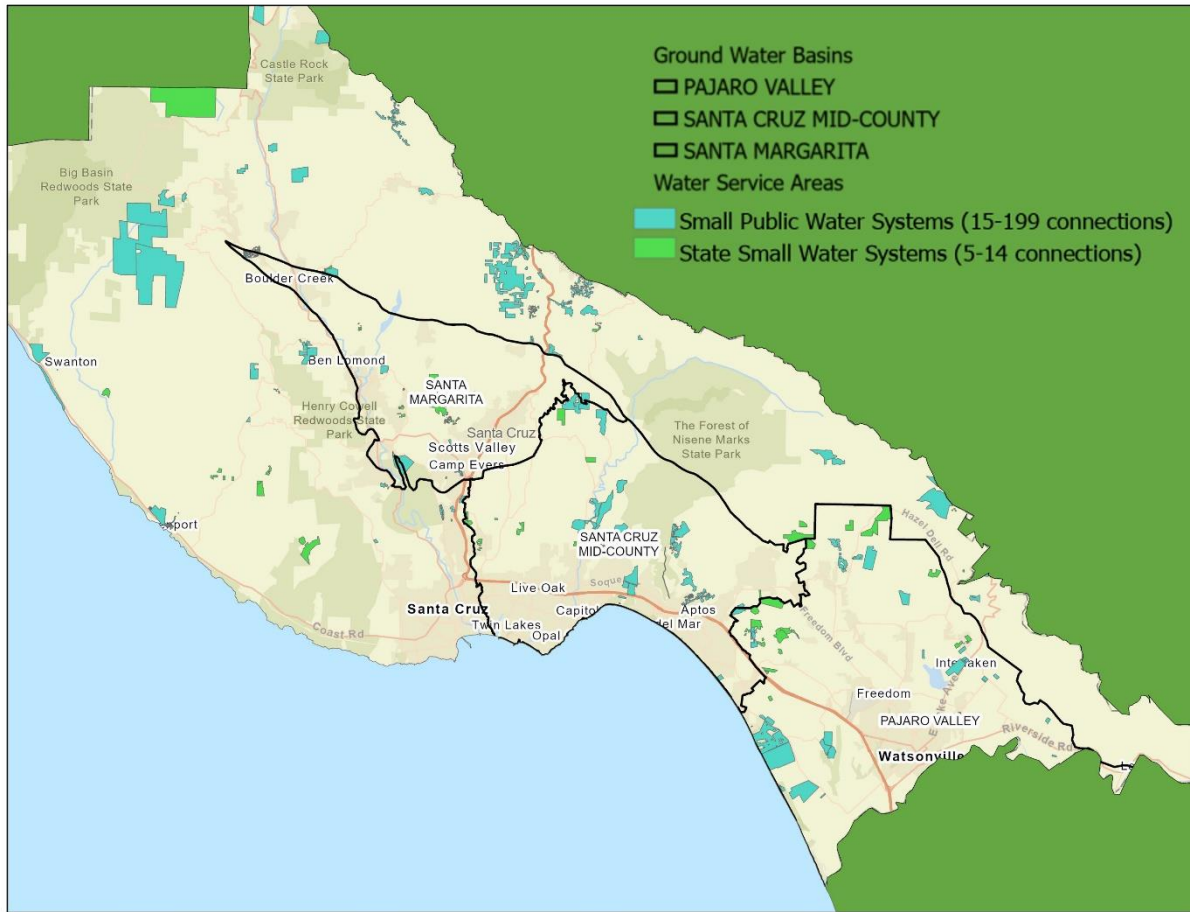 Ground Water Basins
PAJARO VALLEY
SANTA CRUZ MID-COUNTY
SANTA MARGARITA
Water Service Areas
Small Public Water Systems (15-199 connections)
State Small Water Systems (5-14 connections)
Castle Rock
State Park
Big Basin
Redwoods State
Park
Boulder Creek
Swanton
Ben Lomond
SANTA
MARGARITA
Henry Cowell
Redwoods State
Park
Santa Cruz
Scotts Valley
Camp Evers
The Forest of
Nisene Marks
State Park
port
SANTA CRUZ
MID-COUNTY
Hazel Dell Rd
Live Oak
Soque
Santa Cruz
Capitol
Aptos
Twin Lakes
del Mar
Opal
Coast Rd
Freedom Blvd
Freedom
PAJARO VALLEY
Riverside Rd
Watsonville